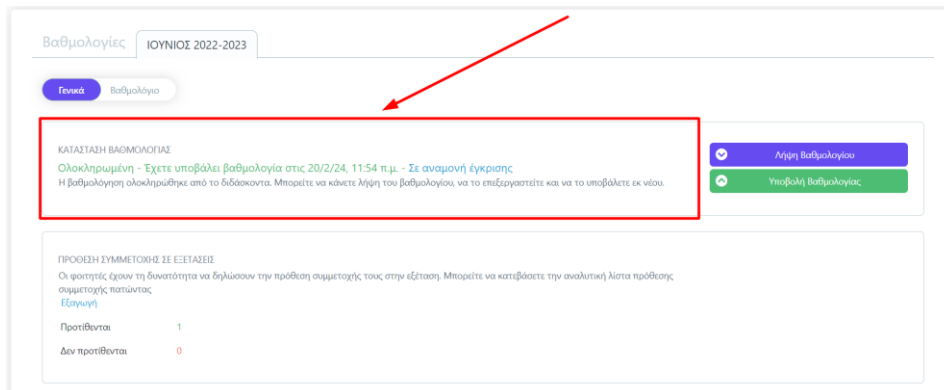 Βαθμολογίες ΙΟΥΝΙΟΣ 2022-2023
Γενικά Βαθμολόγιο
ΚΑΤΑΣΤΑΣΗ ΒΑΘΜΟΛΟΓΙΑΣ
Ολοκληρωμένη - Έχετε υποβάλει βαθμολογία στις 20/2/24, 11:54 π.μ. - Σε αναμονή έγκρισης
Η βαθμολόγηση ολοκληρώθηκε από το διδάσκοντα. Μπορείτε να κάνετε λήψη του βαθμολογίου, να το επεξεργαστείτε και να το υποβάλετε εκ νέου.
Λήψη Βαθμολογίου
Υποβολή Βαθμολογίας
ΠΡΟΘΕΣΗ ΣΥΜΜΕΤΟΧΗΣ ΣΕ ΕΞΕΤΑΣΕΙΣ
Οι φοιτητές έχουν τη δυνατότητα να δηλώσουν την πρόθεση συμμετοχής τους στην εξέταση. Μπορείτε να κατεβάσετε την αναλυτική λίστα πρόθεσης
συμμετοχής πατώντας
Εξαγωγή
Προτίθενται 1
Δεν προτίθενται 0